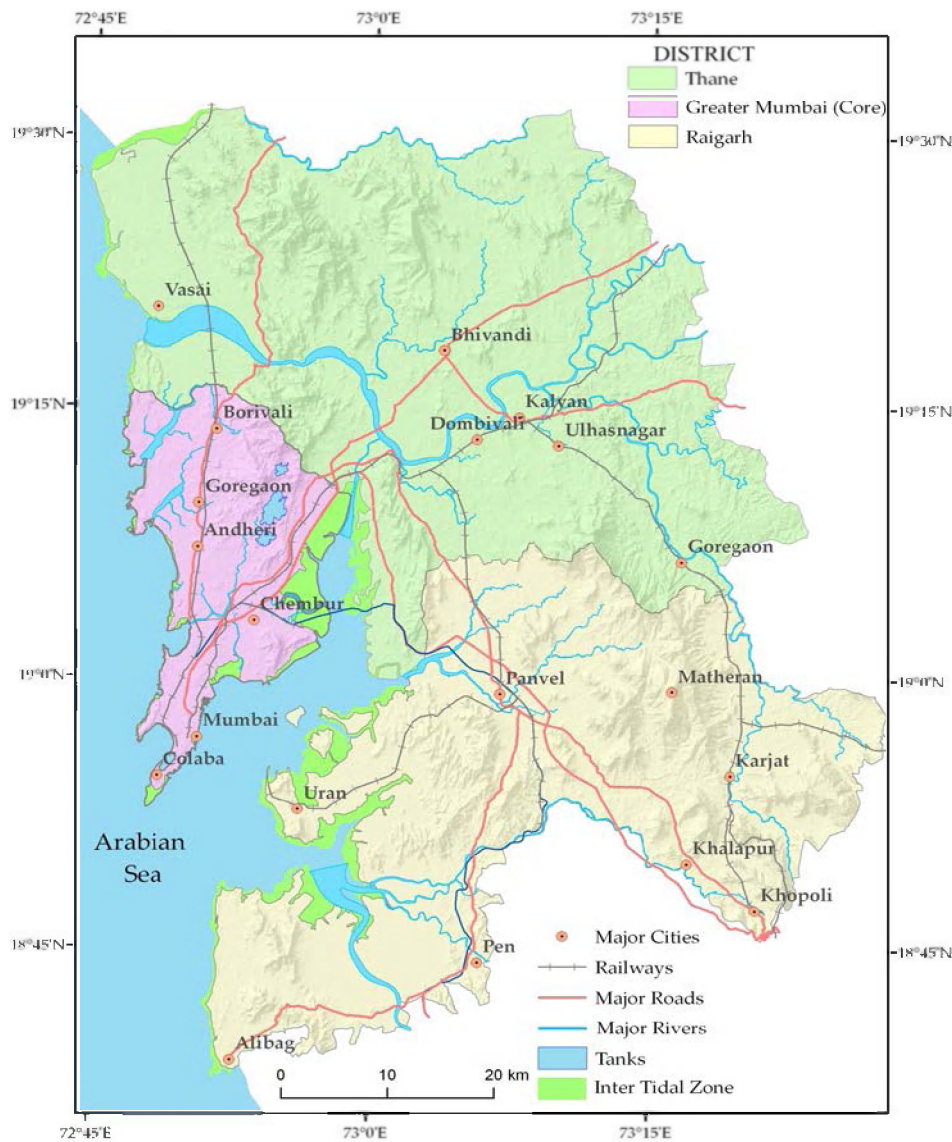 72°45'E
73°0'E
73°15'E
DISTRICT
Thane
Greater Mumbai (Core)
Raigarh
19°30'N
19°30'N
Vasai
Bhivandi
19°15'N
19°15'N
Borivali
Kalyan
Dombivali
Ulhasnagar
Goregaon
Andheri
Goregaon
Chembur
19°0'N
19°0'N
Panvel
Matheran
Mumbai
Colaba
Karjat
Uran
Arabian
Sea
Khalapur
Khopoli
18°45'N
18°45'N
Pen
Major Cities
Railways
Major Roads
Major Rivers
Tanks
Inter Tidal Zone
Alibag
0 10 20 km
72°45'E
73°0'E
73°15'E